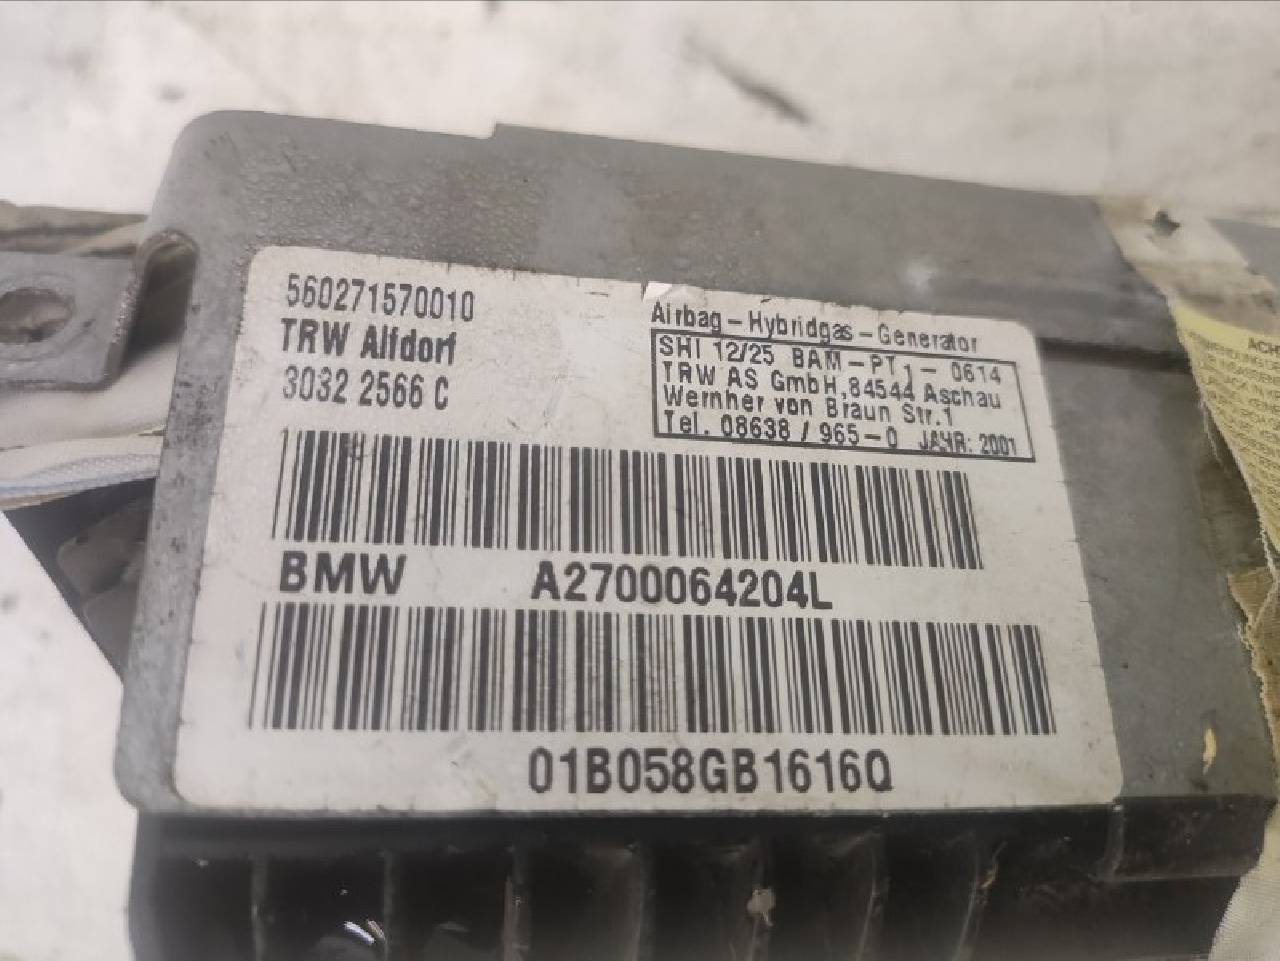 560271570010
TRW Alfdorf
3032 2566 C
Airbag-Hybridgas-Generator
SHI 12/25 BAM-PT1-0614
TRW AS GmbH,84544 Aschau
Wernher von Braun Str.1
Tel. 08638 / 965-0 JAHR: 2001
BMW A2700064204L
01B058GB1616Q
ACHT